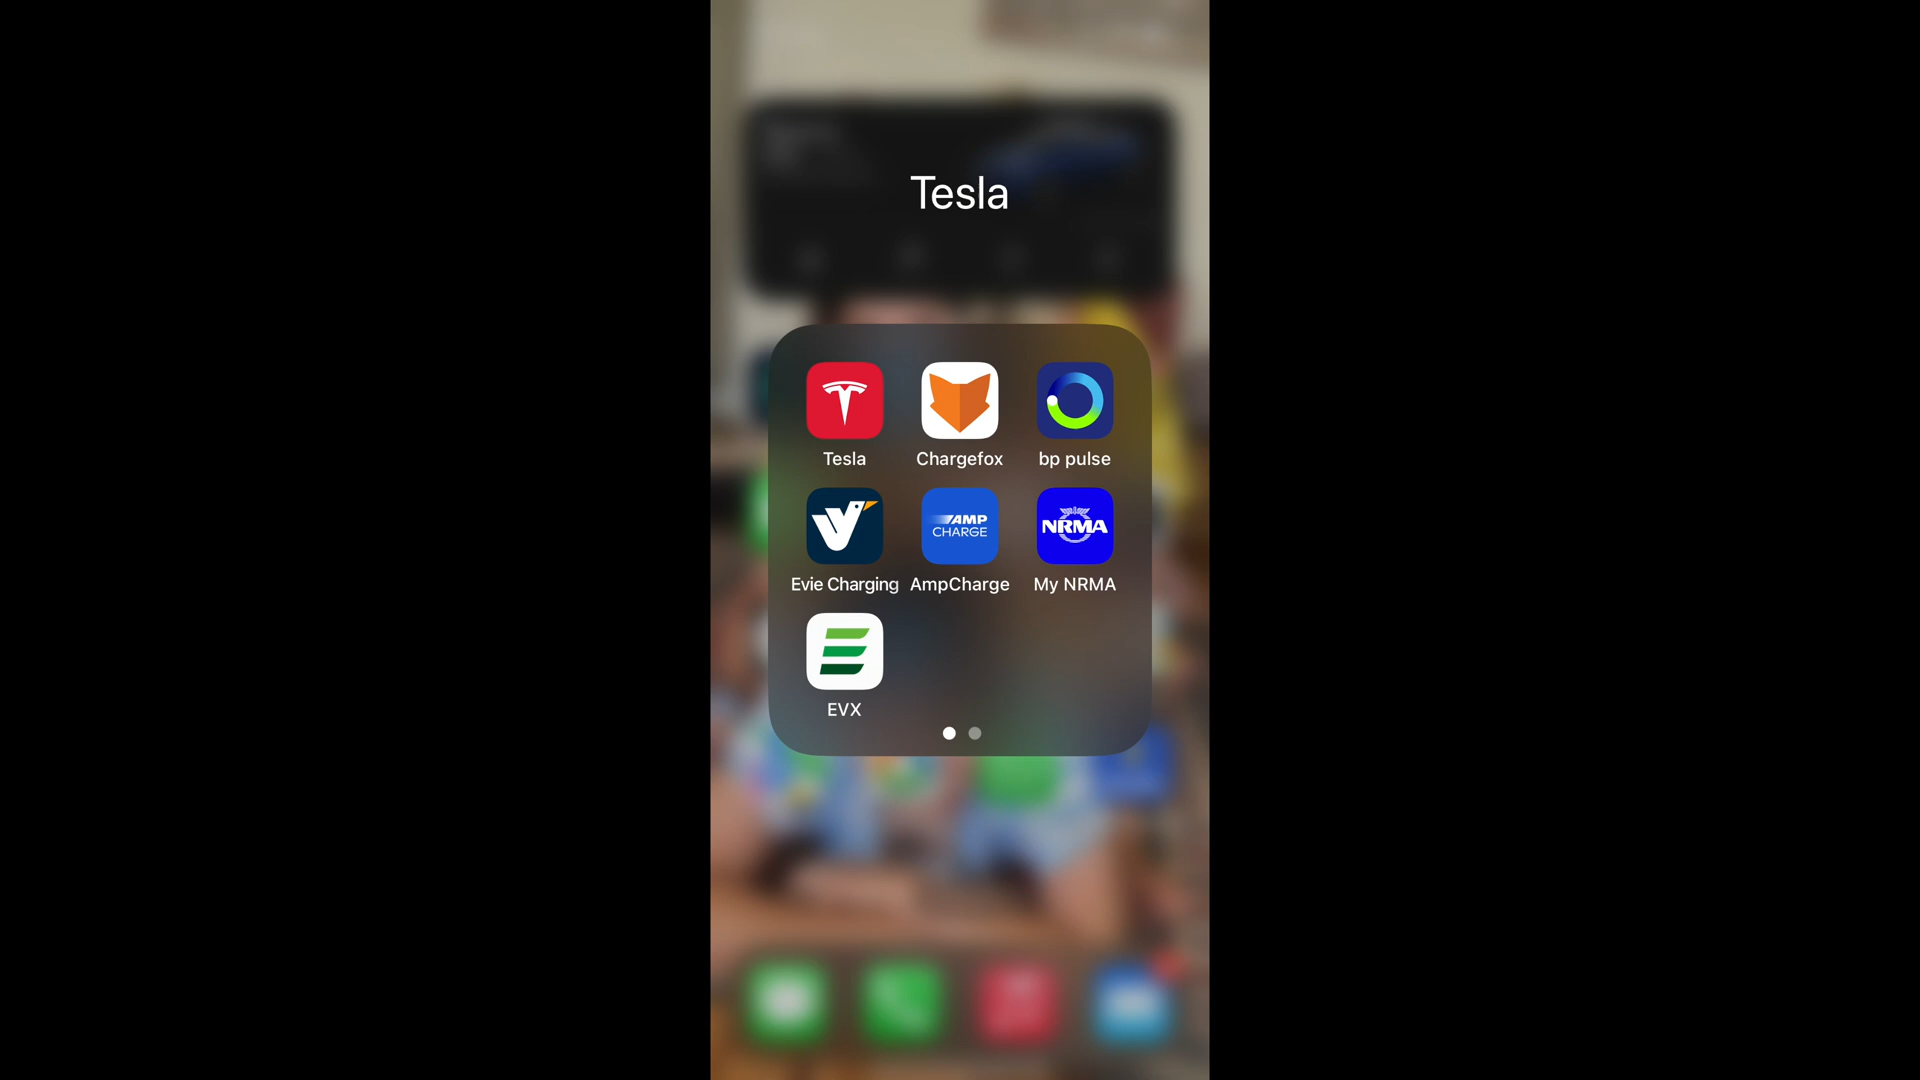 Tesla
Tesla
Chargefox
bp pulse
AMP
CHARGE
NRMA
Evie Charging
AmpCharge
My NRMA
EVX